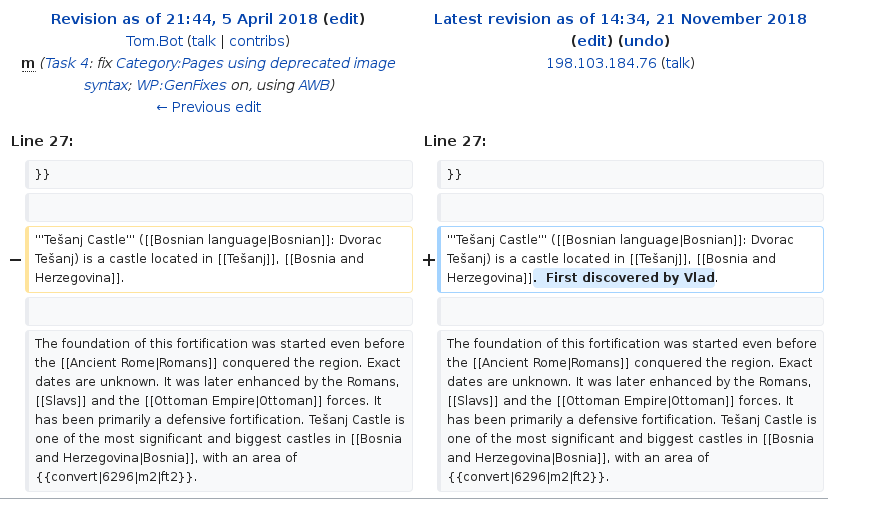 Revision as of 21:44, 5 April 2018 (edit)
Tom.Bot (talk | contribs)
m (Task 4: fix Category:Pages using deprecated image
syntax; WP:GenFixes on, using AWB)
← Previous edit
Latest revision as of 14:34, 21 November 2018
(edit) (undo)
198.103.184.76 (talk)
Line 27:
Line 27:
}}
}}
− '''Tešanj Castle''' ([[Bosnian language|Bosnian]]: Dvorac
Tešanj) is a castle located in [[Tešanj]], [[Bosnia and
Herzegovina]].
+ '''Tešanj Castle''' ([[Bosnian language|Bosnian]]: Dvorac
Tešanj) is a castle located in [[Tešanj]], [[Bosnia and
Herzegovina]].  First discovered by Vlad.
The foundation of this fortification was started even before
the [[Ancient Rome|Romans]] conquered the region. Exact
dates are unknown. It was later enhanced by the Romans,
[[Slavs]] and the [[Ottoman Empire|Ottoman]] forces. It
has been primarily a defensive fortification. Tešanj Castle is
one of the most significant and biggest castles in [[Bosnia
and Herzegovina|Bosnia]], with an area of
{{convert|6296|m2|ft2}}.
The foundation of this fortification was started even before
the [[Ancient Rome|Romans]] conquered the region. Exact
dates are unknown. It was later enhanced by the Romans,
[[Slavs]] and the [[Ottoman Empire|Ottoman]] forces. It
has been primarily a defensive fortification. Tešanj Castle is
one of the most significant and biggest castles in [[Bosnia
and Herzegovina|Bosnia]], with an area of
{{convert|6296|m2|ft2}}.